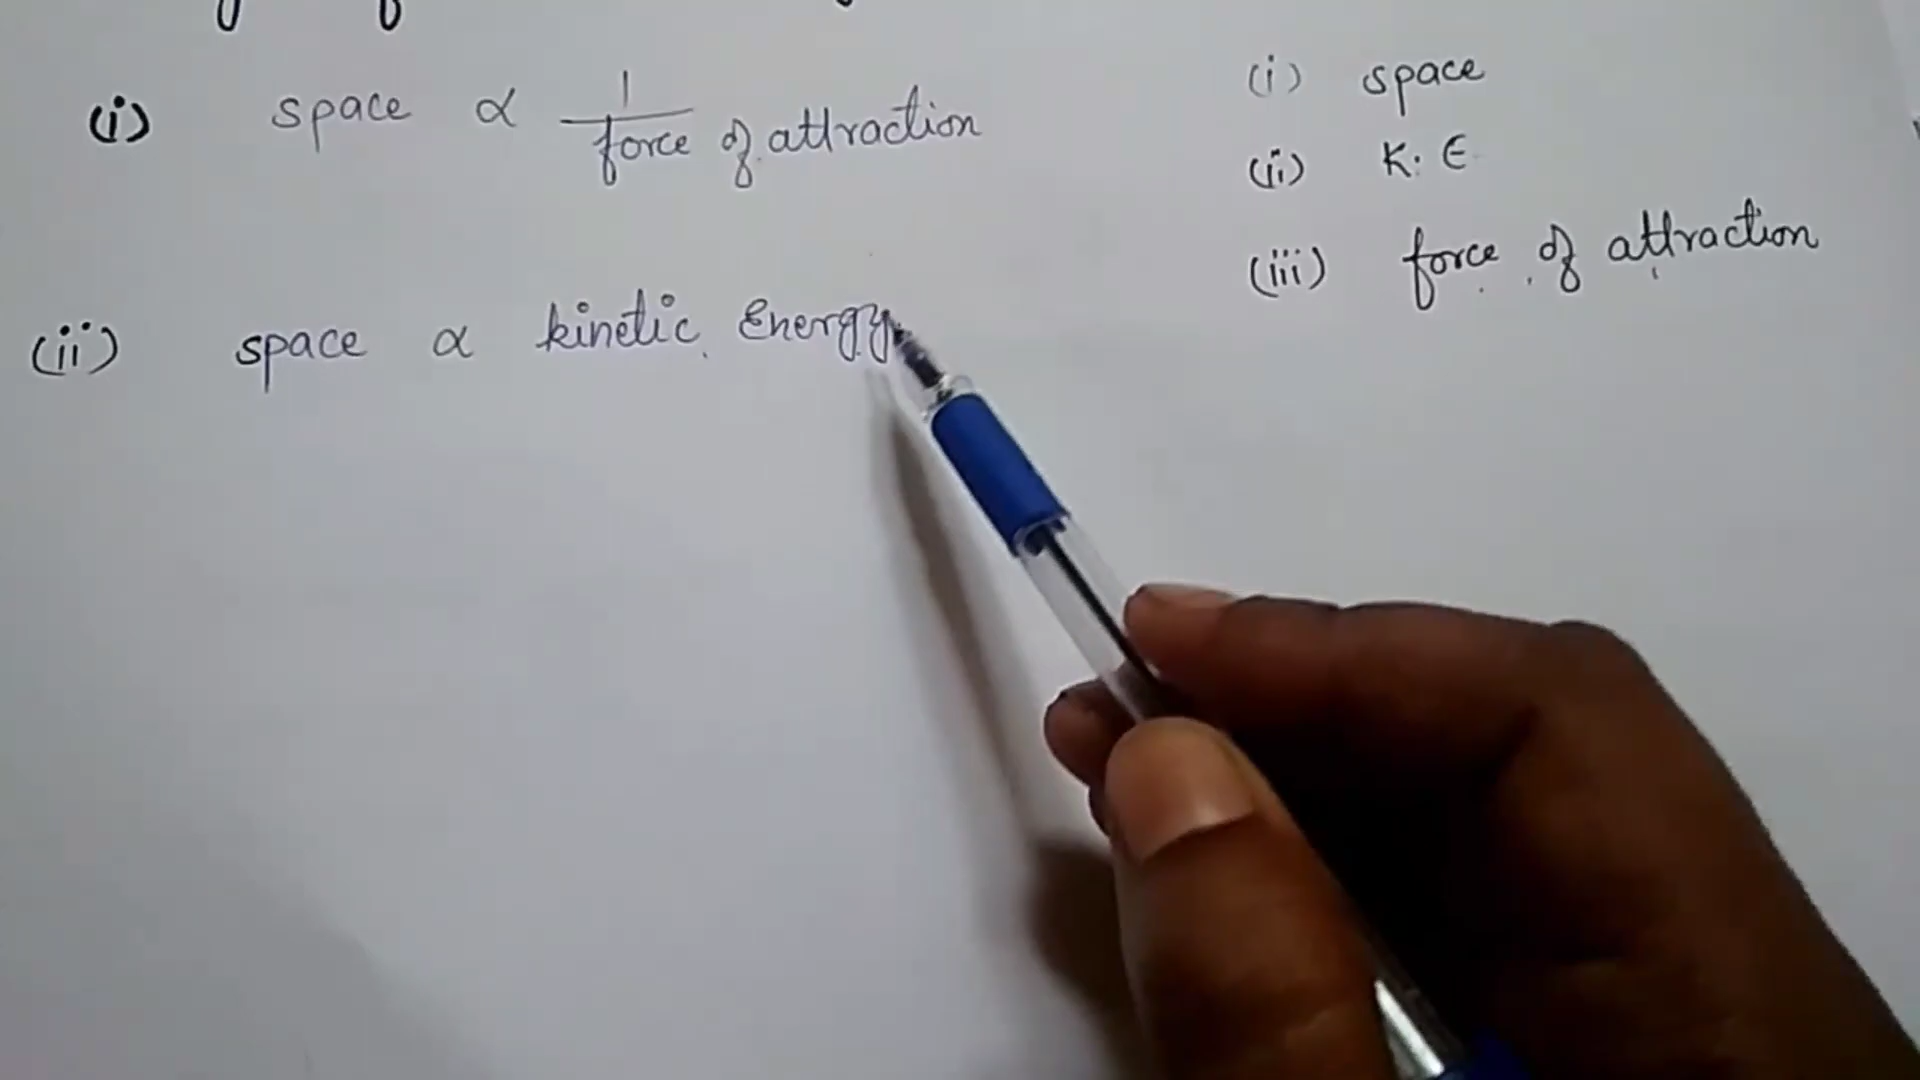 (i) space ∝ 1/force of attraction
(ii) space ∝ kinetic Energy
(i) space
(ii) K. E
(iii) force of attraction